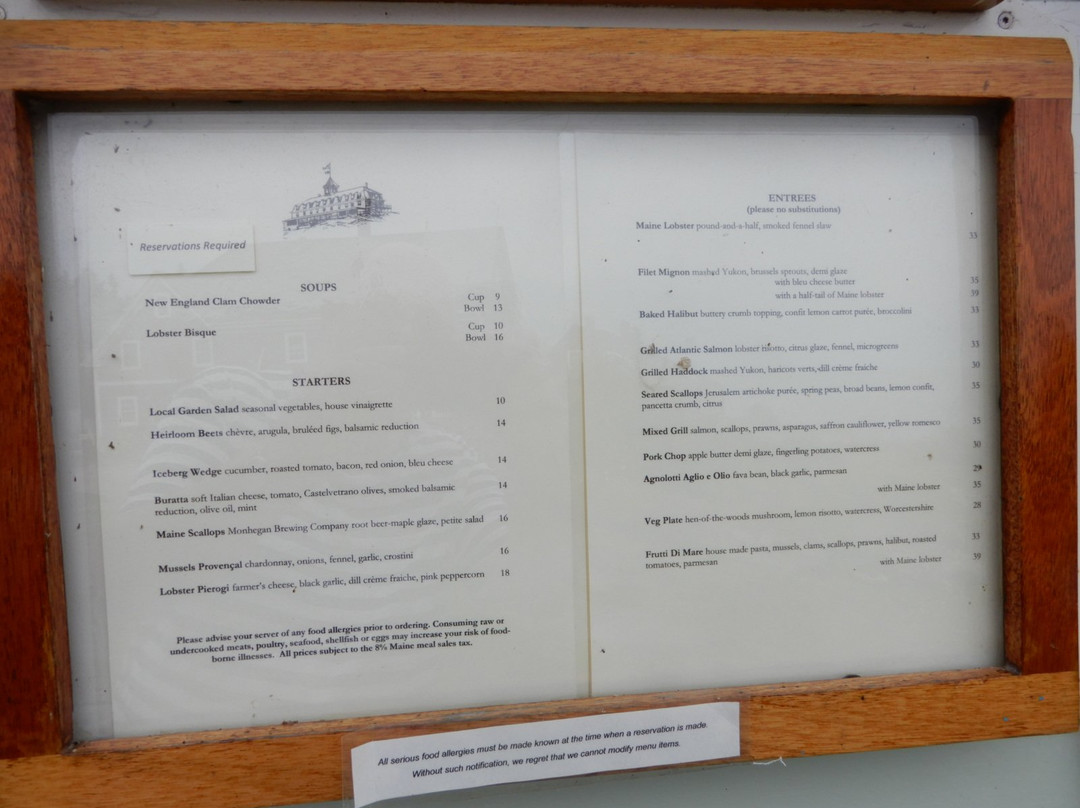 Reservations Required
SOUPS
New England Clam Chowder Cup 9
Bowl 13
Lobster Bisque Cup 10
Bowl 16
STARTERS
Local Garden Salad seasonal vegetables, house vinaigrette 10
Heirloom Beets chèvre, arugula, bruléed figs, balsamic reduction 14
Iceberg Wedge cucumber, roasted tomato, bacon, red onion, bleu cheese 14
Buratta soft Italian cheese, tomato, Castelvetrano olives, smoked balsamic 14
reduction, olive oil, mint
Maine Scallops Monhegan Brewing Company root beer-maple glaze, petite salad 16
Mussels Provençal chardonnay, onions, fennel, garlic, crostini 16
Lobster Pierogi farmer's cheese, black garlic, dill crème fraiche, pink peppercorn 18
Please advise your server of any food allergies prior to ordering. Consuming raw or
undercooked meats, poultry, seafood, shellfish or eggs may increase your risk of food-
borne illnesses. All prices subject to the 8% Maine meal sales tax.
ENTREES
(please no substitutions)
Maine Lobster pound-and-a-half, smoked fennel slaw
33
Filet Mignon mashed Yukon, brussels sprouts, demi glaze
with bleu cheese butter 35
with a half-tail of Maine lobster 39
Baked Halibut buttery crumb topping, confit lemon carrot purée, broccolini 33
Grilled Atlantic Salmon lobster risotto, citrus glaze, fennel, microgreens 33
Grilled Haddock mashed Yukon, haricots verts, dill crème fraiche 30
Seared Scallops Jerusalem artichoke purée, spring peas, broad beans, lemon confit, 35
pancetta crumb, citrus
Mixed Grill salmon, scallops, prawns, asparagus, saffron cauliflower, yellow romesco 35
Pork Chop apple butter demi glaze, fingerling potatoes, watercress 30
Agnolotti Aglio e Olio fava bean, black garlic, parmesan 29
with Maine lobster 35
Veg Plate hen-of-the-woods mushroom, lemon risotto, watercress, Worcestershire 28
Frutti Di Mare house made pasta, mussels, clams, scallops, prawns, halibut, roasted 33
tomatoes, parmesan with Maine lobster 39
All serious food allergies must be made known at the time when a reservation is made.
Without such notification, we regret that we cannot modify menu items.